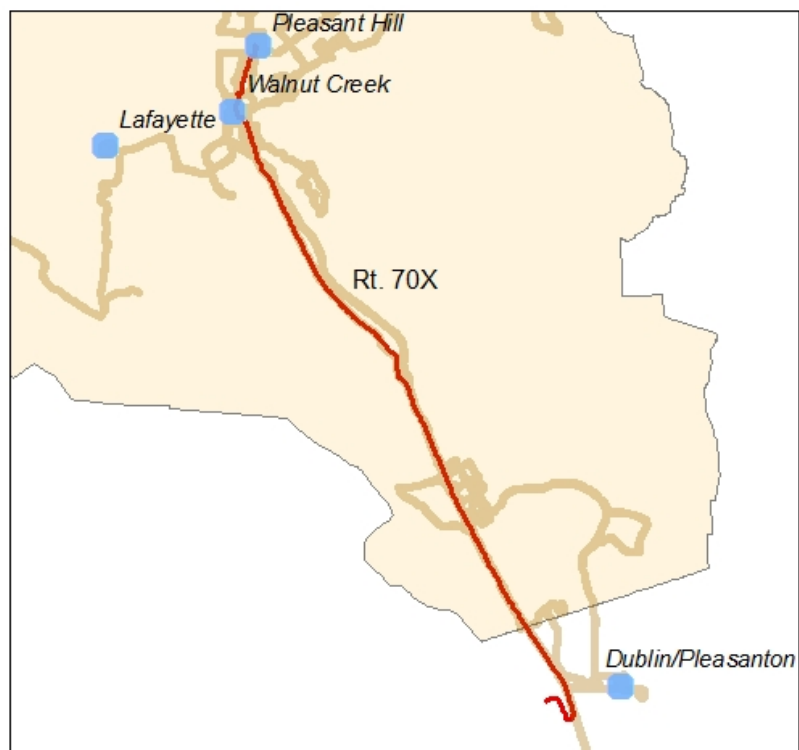 Pleasant Hill
Walnut Creek
Lafayette
Rt. 70X
Dublin/Pleasanton